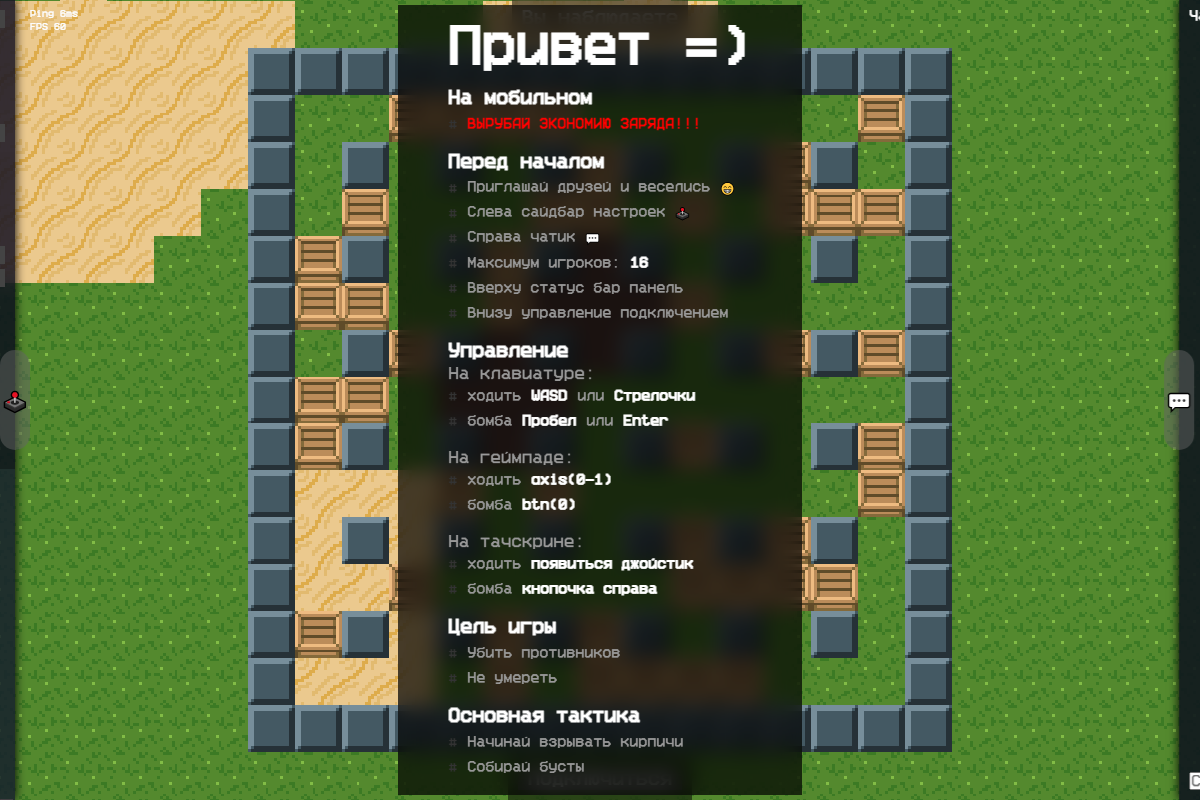 Ping 6ms
FPS 60
Вы наблюдаете
Привет =)
На мобильном
# ВЫРУБАЙ ЭКОНОМИЮ ЗАРЯДА!!!
Перед началом
# Приглашай друзей и веселись 😁
# Слева сайдбар настроек 🕹️
# Справа чатик 💬
# Максимум игроков: 16
# Вверху статус бар панель
# Внизу управление подключением
Управление
На клавиатуре:
# ходить WASD или Стрелочки
# бомба Пробел или Enter
На геймпаде:
# ходить axis(0-1)
# бомба btn(0)
На тачскрине:
# ходить появиться джойстик
# бомба кнопочка справа
Цель игры
# Убить противников
# Не умереть
Основная тактика
# Начинай взрывать кирпичи
# Собирай бусты